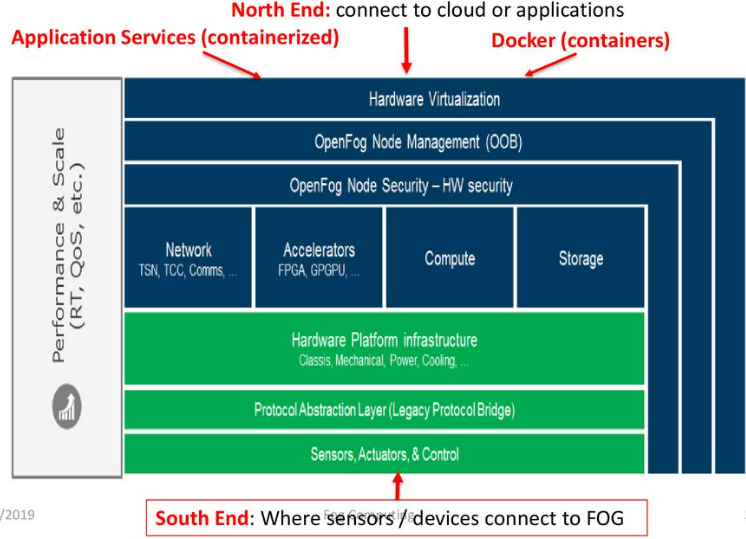 North End: connect to cloud or applications
Application Services (containerized)
Docker (containers)
Hardware Virtualization
OpenFog Node Management (OOB)
OpenFog Node Security – HW security
Network
TSN, TCC, Comms, ...
Accelerators
FPGA, GPGPU, ...
Compute
Storage
Performance & Scale
(RT, QoS, etc.)
Hardware Platform infrastructure
Classis, Mechanical, Power, Cooling, ...
Protocol Abstraction Layer (Legacy Protocol Bridge)
Sensors, Actuators, & Control
/2019
Fog Computing
South End: Where sensors / devices connect to FOG